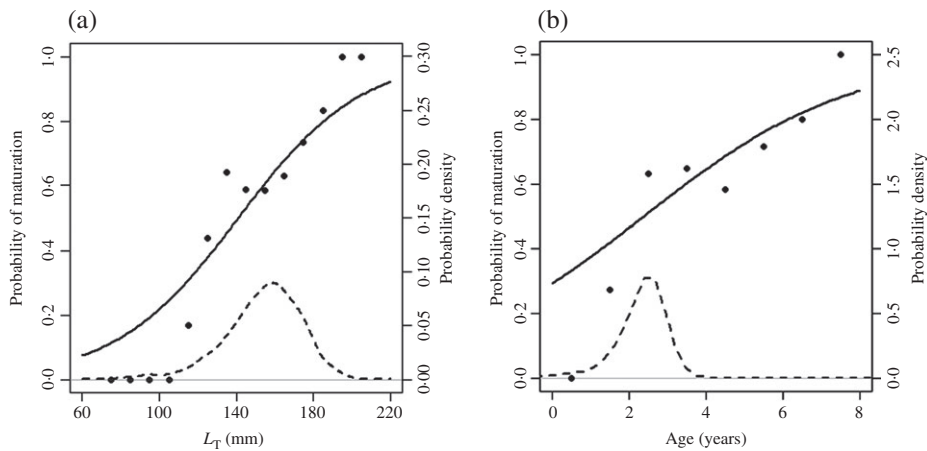 (a)
Probability of maturation
1·0
0·8
0·6
0·4
0·2
0·0
0·30
0·25
0·20
0·15
0·10
0·05
0·00
Probability density
60 100 140 180 220
L_T (mm)
(b)
Probability of maturation
1·0
0·8
0·6
0·4
0·2
0·0
2·5
2·0
1·5
1·0
0·5
0·0
Probability density
0 2 4 6 8
Age (years)